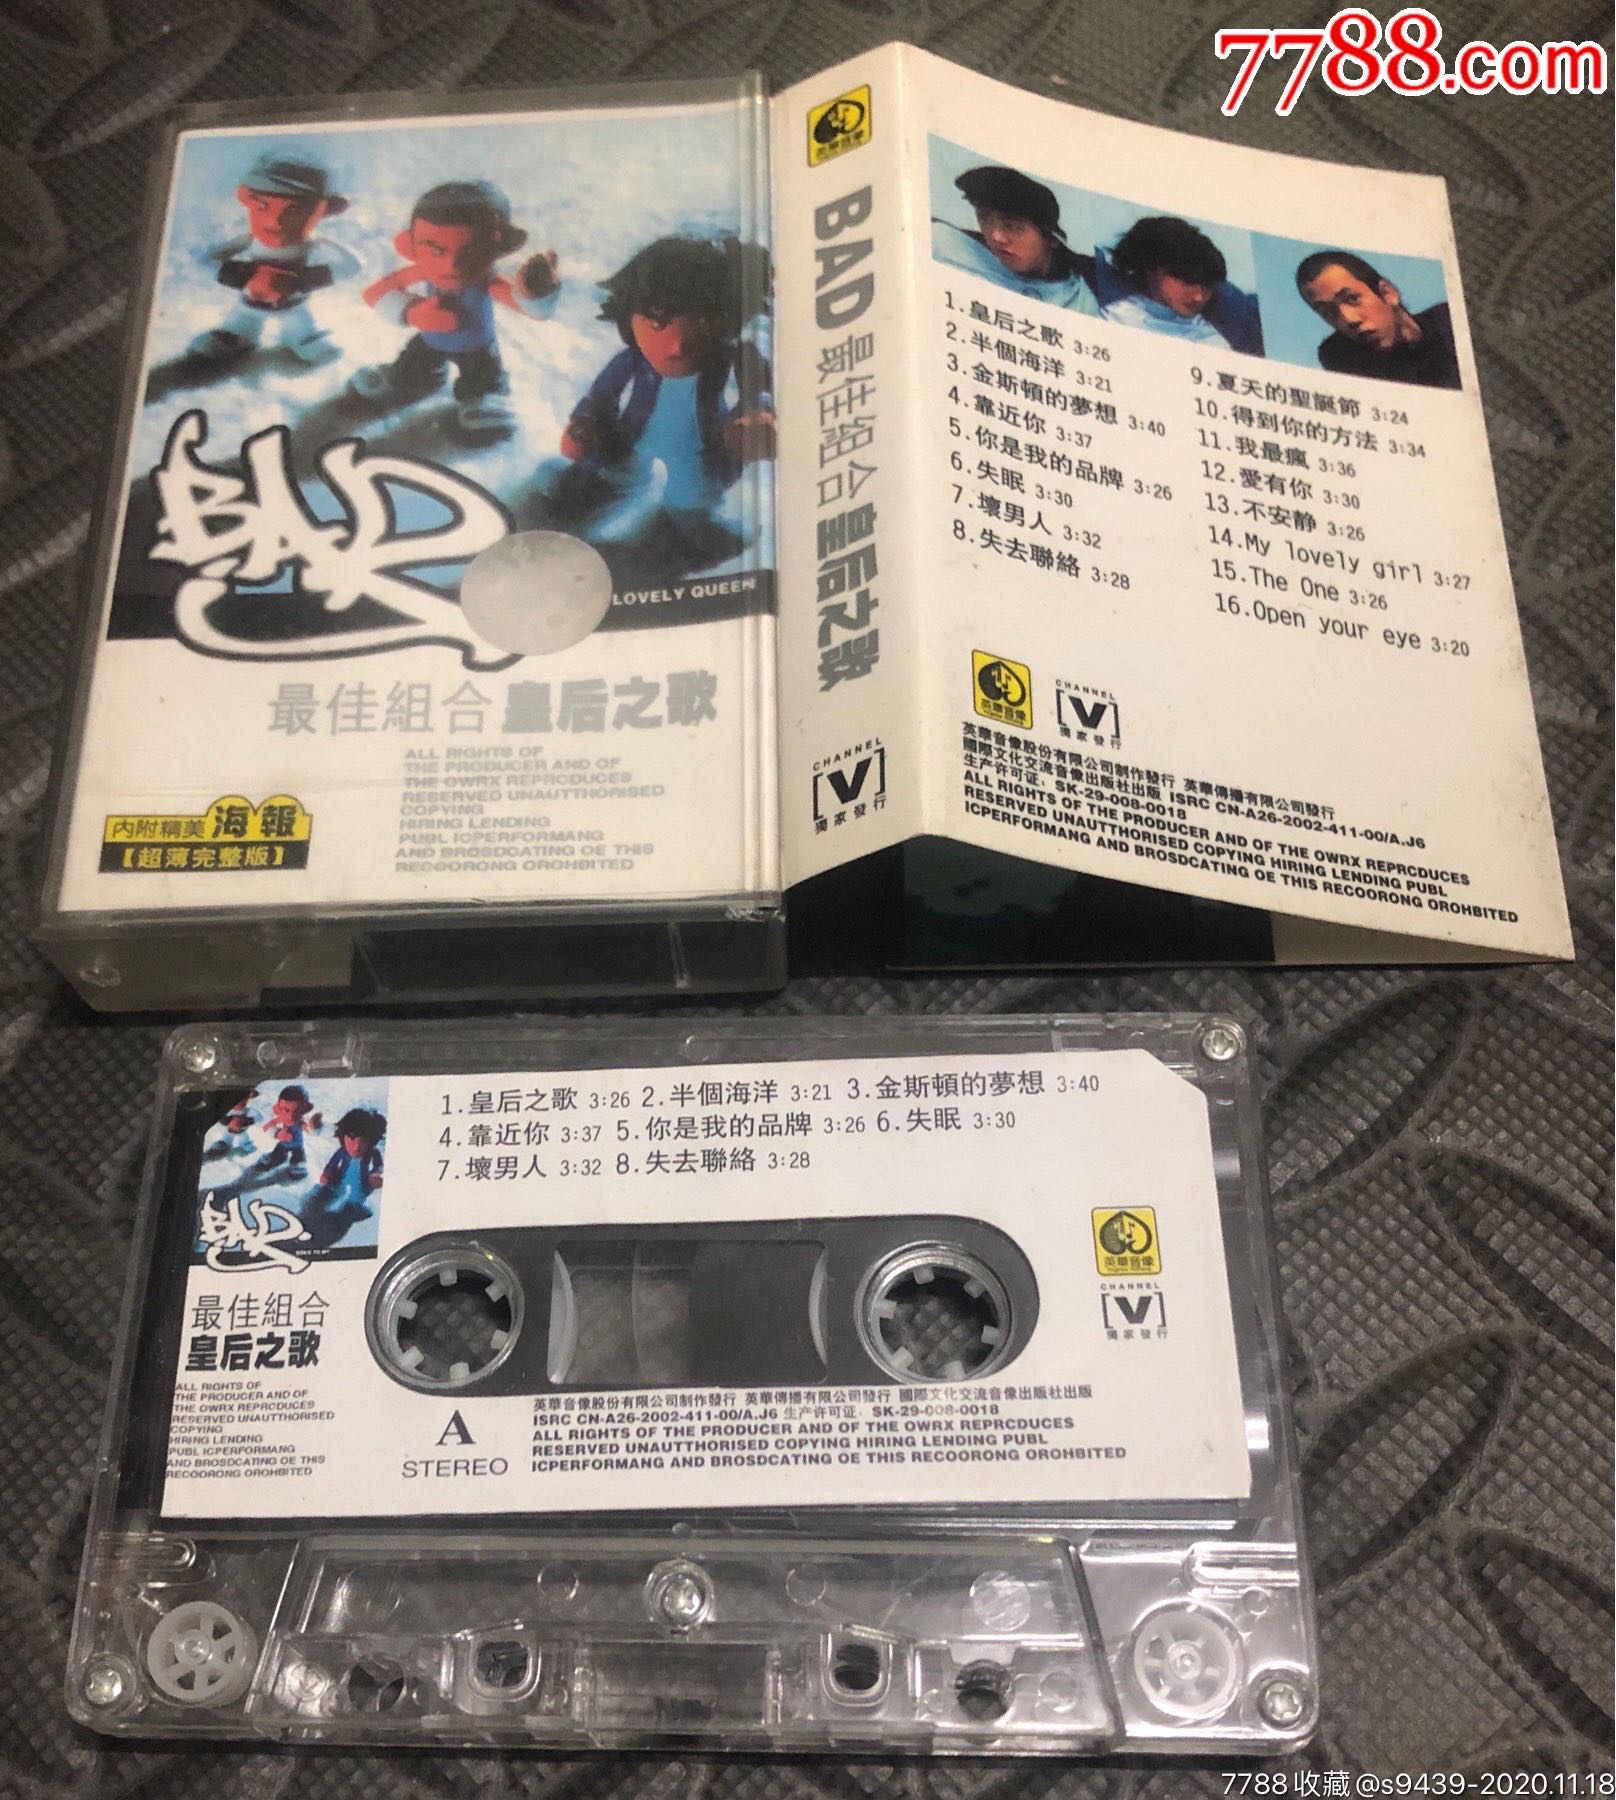 7788.com
BAD
LOVELY QUEEN
最佳組合 皇后之歌
ALL RIGHTS OF
THE PRODUCER AND OF
THE OWRX REPRCDUCES
RESERVED UNAUTTHORISED
COPYING
HIRING LENDING
PUBL ICPERFORMANG
AND BROSDCATING OE THIS
RECOORONG OROHBITED
內附精美 海報
【超薄完整版】
英華音像
BAD 最佳組合 皇后之歌
CHANNEL
[V]
獨家發行
1.皇后之歌 3:26
2.半個海洋 3:21
3.金斯頓的夢想 3:40
4.靠近你 3:37
5.你是我的品牌 3:26
6.失眠 3:30
7.壞男人 3:32
8.失去聯絡 3:28
9.夏天的聖誕節 3:24
10.得到你的方法 3:34
11.我最瘋 3:36
12.愛有你 3:30
13.不安静 3:26
14.My lovely girl 3:27
15.The One 3:26
16.Open your eye 3:20
英華音像
CHANNEL
[V]
獨家發行
英華音像股份有限公司制作發行 英華傳播有限公司發行
國際文化交流音像出版社出版 ISRC CN-A26-2002-411-00/A.J6
生产许可证: SK-29-008-0018
ALL RIGHTS OF THE PRODUCER AND OF THE OWRX REPRCDUCES
RESERVED UNAUTTHORISED COPYING HIRING LENDING PUBL
ICPERFORMANG AND BROSDCATING OE THIS RECOORONG OROHBITED
1.皇后之歌 3:26 2.半個海洋 3:21 3.金斯頓的夢想 3:40
4.靠近你 3:37 5.你是我的品牌 3:26 6.失眠 3:30
7.壞男人 3:32 8.失去聯絡 3:28
BAD
最佳組合
皇后之歌
ALL RIGHTS OF
THE PRODUCER AND OF
THE OWRX REPRCDUCES
RESERVED UNAUTTHORISED
COPYING
HIRING LENDING
PUBL ICPERFORMANG
AND BROSDCATING OE THIS
RECOORONG OROHBITED
英華音像
CHANNEL
[V]
獨家發行
A
STEREO
英華音像股份有限公司制作發行 英華傳播有限公司發行 國際文化交流音像出版社出版
ISRC CN-A26-2002-411-00/A.J6 生产许可证: SK-29-008-0018
ALL RIGHTS OF THE PRODUCER AND OF THE OWRX REPRCDUCES
RESERVED UNAUTTHORISED COPYING HIRING LENDING PUBL
ICPERFORMANG AND BROSDCATING OE THIS RECOORONG OROHBITED
7788收藏@s9439-2020.11.18